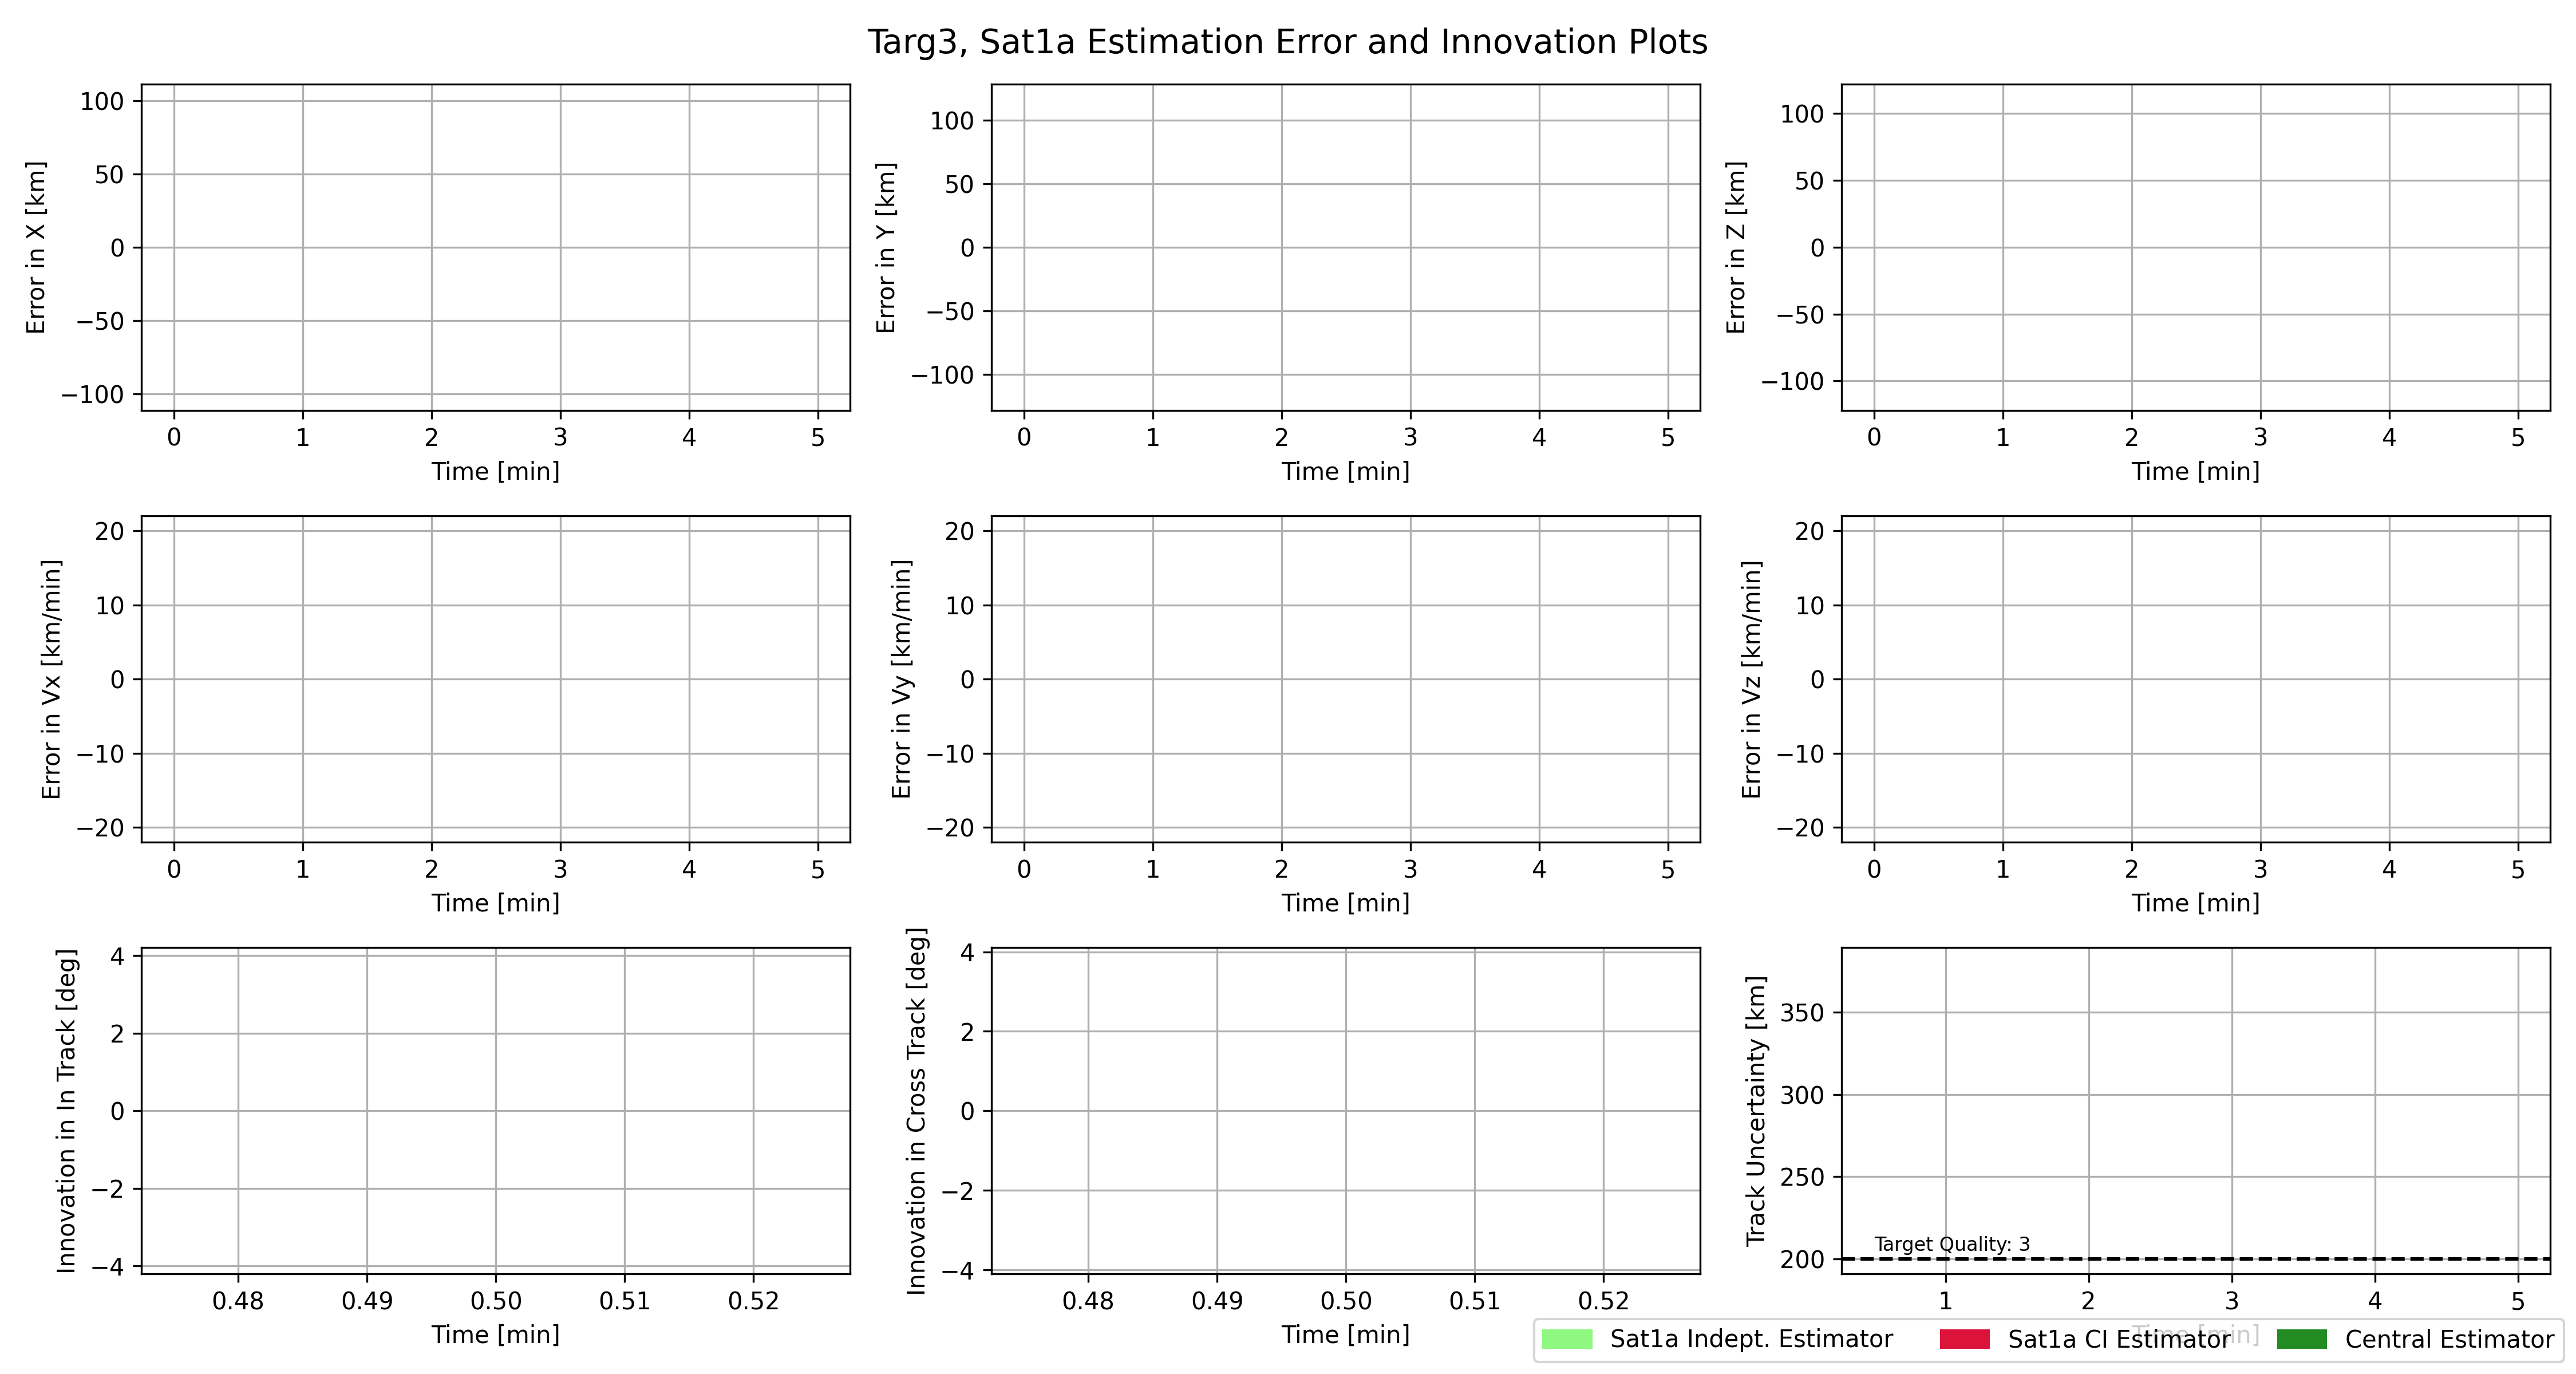 Targ3, Sat1a Estimation Error and Innovation Plots
Error in X [km]
100
50
0
−50
−100
0 1 2 3 4 5
Time [min]
Error in Y [km]
100
50
0
−50
−100
0 1 2 3 4 5
Time [min]
Error in Z [km]
100
50
0
−50
−100
0 1 2 3 4 5
Time [min]
Error in Vx [km/min]
20
10
0
−10
−20
0 1 2 3 4 5
Time [min]
Error in Vy [km/min]
20
10
0
−10
−20
0 1 2 3 4 5
Time [min]
Error in Vz [km/min]
20
10
0
−10
−20
0 1 2 3 4 5
Time [min]
Innovation in In Track [deg]
4
2
0
−2
−4
0.48 0.49 0.50 0.51 0.52
Time [min]
Innovation in Cross Track [deg]
4
2
0
−2
−4
0.48 0.49 0.50 0.51 0.52
Time [min]
Track Uncertainty [km]
350
300
250
200
Target Quality: 3
1 2 3 4 5
Time [min]
Sat1a Indept. Estimator Sat1a CI Estimator Central Estimator